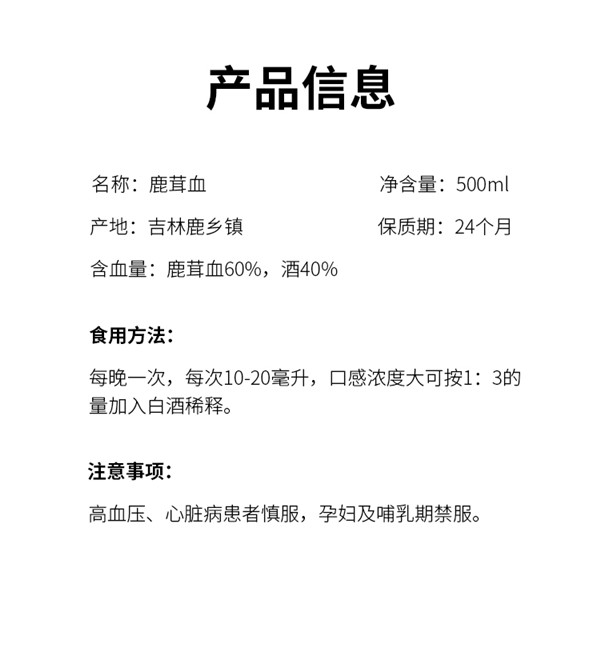 产品信息
名称：鹿茸血
净含量：500ml
产地：吉林鹿乡镇
保质期：24个月
含血量：鹿茸血60%，酒40%
食用方法：
每晚一次，每次10-20毫升，口感浓度大可按1：3的
量加入白酒稀释。
注意事项：
高血压、心脏病患者慎服，孕妇及哺乳期禁服。